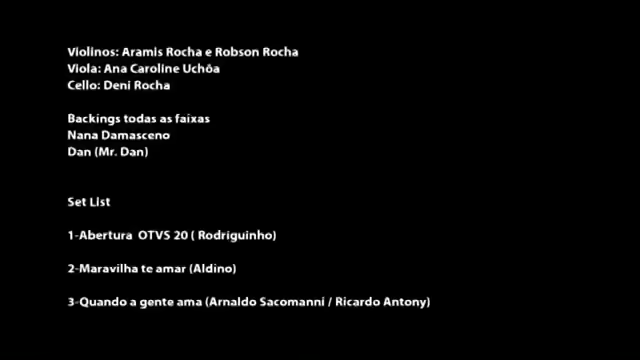 Violinos: Aramis Rocha e Robson Rocha
Viola: Ana Caroline Uchôa
Cello: Deni Rocha
Backings todas as faixas
Nana Damasceno
Dan (Mr. Dan)
Set List
1-Abertura OTVS 20 ( Rodriguinho)
2-Maravilha te amar (Aldino)
3-Quando a gente ama (Arnaldo Sacomanni / Ricardo Antony)